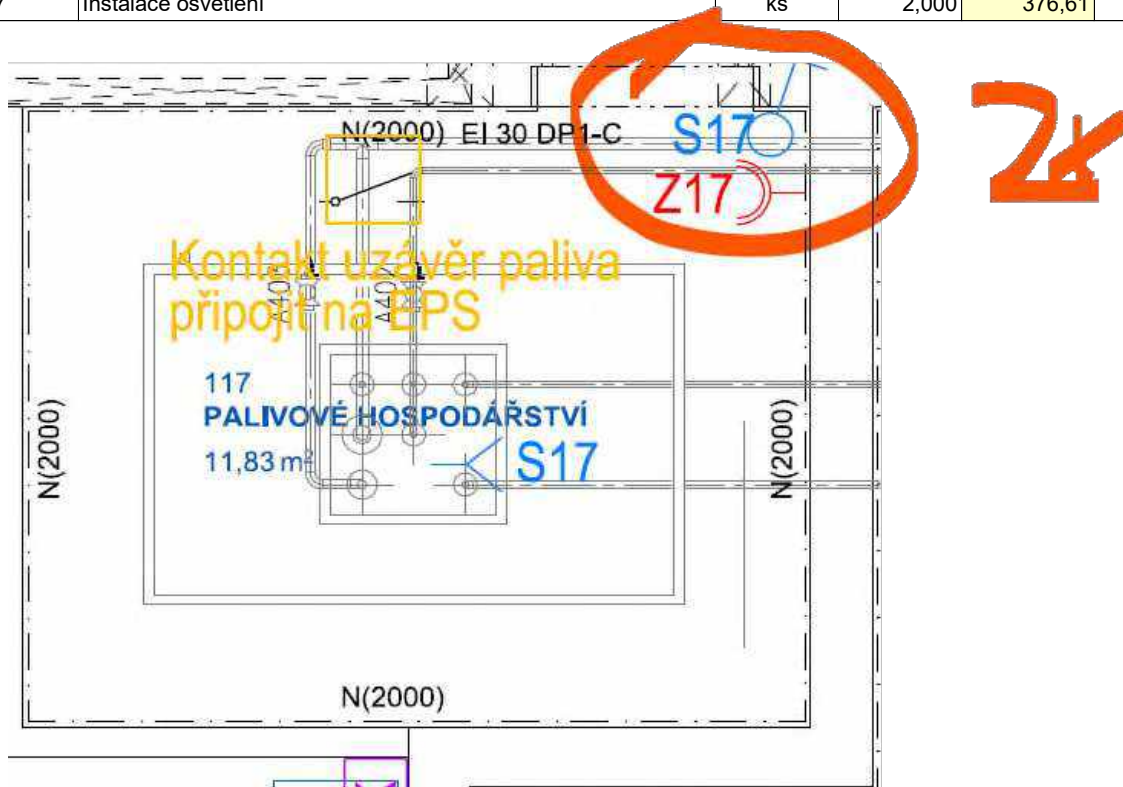 Instalace osvětlení ks 2,000 376,61
N(2000) EI 30 DP1-C S17
Z17
Kontakt uzávěr paliva
připojit na EPS
117
PALIVOVÉ HOSPODÁŘSTVÍ
11,83 m²
S17
N(2000)
N(2000)
N(2000)